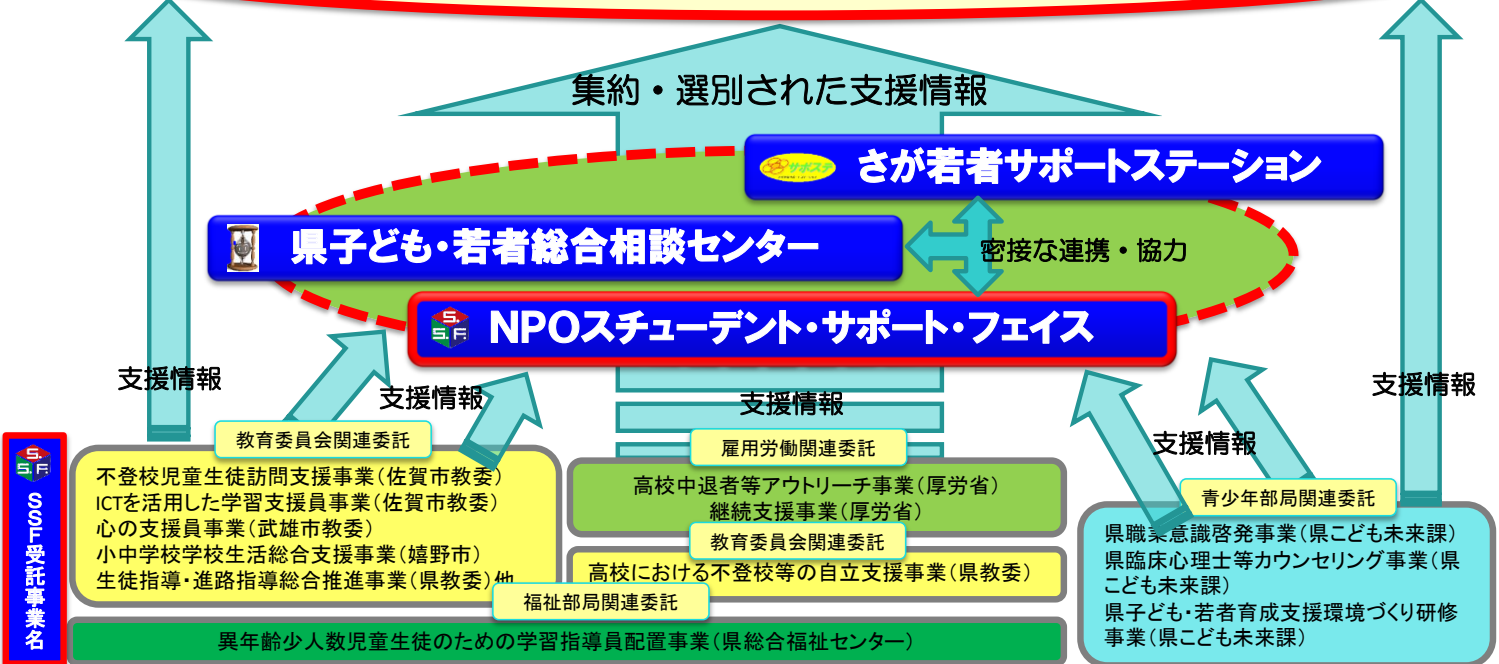 集約・選別された支援情報
サポステ
さが若者サポートステーション
県子ども・若者総合相談センター
密接な連携・協力
S.
S.F.
NPOスチューデント・サポート・フェイス
支援情報
支援情報
支援情報
支援情報
支援情報
S.
S.F.
SSF受託事業名
教育委員会関連委託
不登校児童生徒訪問支援事業(佐賀市教委)
ICTを活用した学習支援員事業(佐賀市教委)
心の支援員事業(武雄市教委)
小中学校学校生活総合支援事業(嬉野市)
生徒指導・進路指導総合推進事業(県教委)他
雇用労働関連委託
高校中退者等アウトリーチ事業(厚労省)
継続支援事業(厚労省)
教育委員会関連委託
高校における不登校等の自立支援事業(県教委)
福祉部局関連委託
異年齢少人数児童生徒のための学習指導員配置事業(県総合福祉センター)
青少年部局関連委託
県職業意識啓発事業(県こども未来課)
県臨床心理士等カウンセリング事業(県
こども未来課)
県子ども・若者育成支援環境づくり研修
事業(県こども未来課)